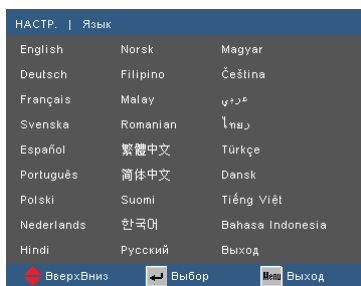 НАСТР. | Язык
English Norsk Magyar
Deutsch Filipino Čeština
Français Malay عربي
Svenska Romanian ไทย
Español 繁體中文 Türkçe
Português 简体中文 Dansk
Polski Suomi Tiếng Việt
Nederlands 한국어 Bahasa Indonesia
Hindi Русский Выход
ВверхВниз Выбор Menu Выход